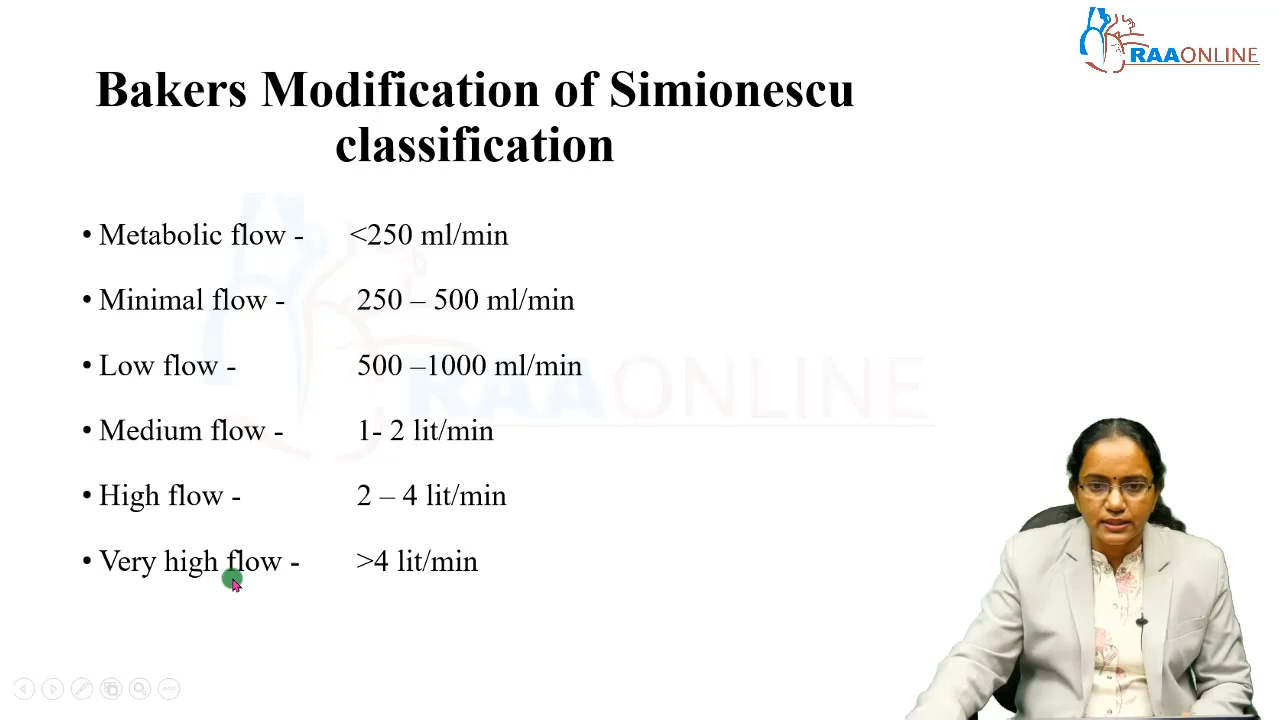 RAAONLINE
Bakers Modification of Simionescu
classification
• Metabolic flow - <250 ml/min
• Minimal flow - 250 – 500 ml/min
• Low flow - 500 –1000 ml/min
• Medium flow - 1- 2 lit/min
• High flow - 2 – 4 lit/min
• Very high flow - >4 lit/min
RAAONLINE